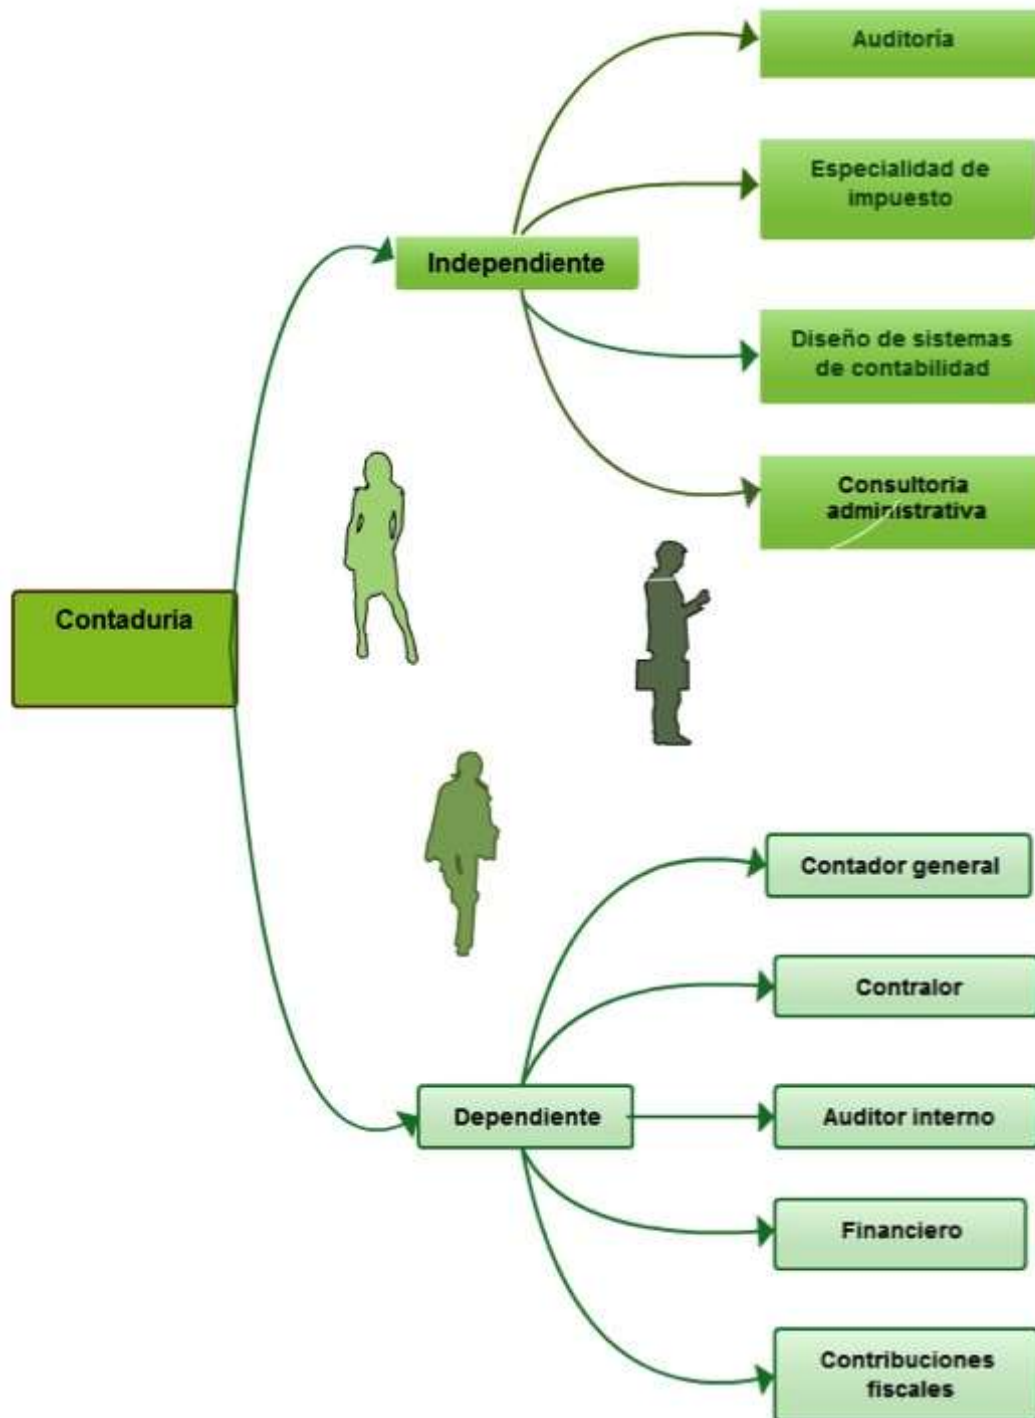 Auditoría
Especialidad de
impuesto
Independiente
Diseño de sistemas
de contabilidad
Consultoria
administrativa
Contaduria
Contador general
Contralor
Dependiente
Auditor interno
Financiero
Contribuciones
fiscales